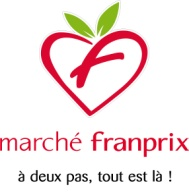 marché franprix
à deux pas, tout est là !